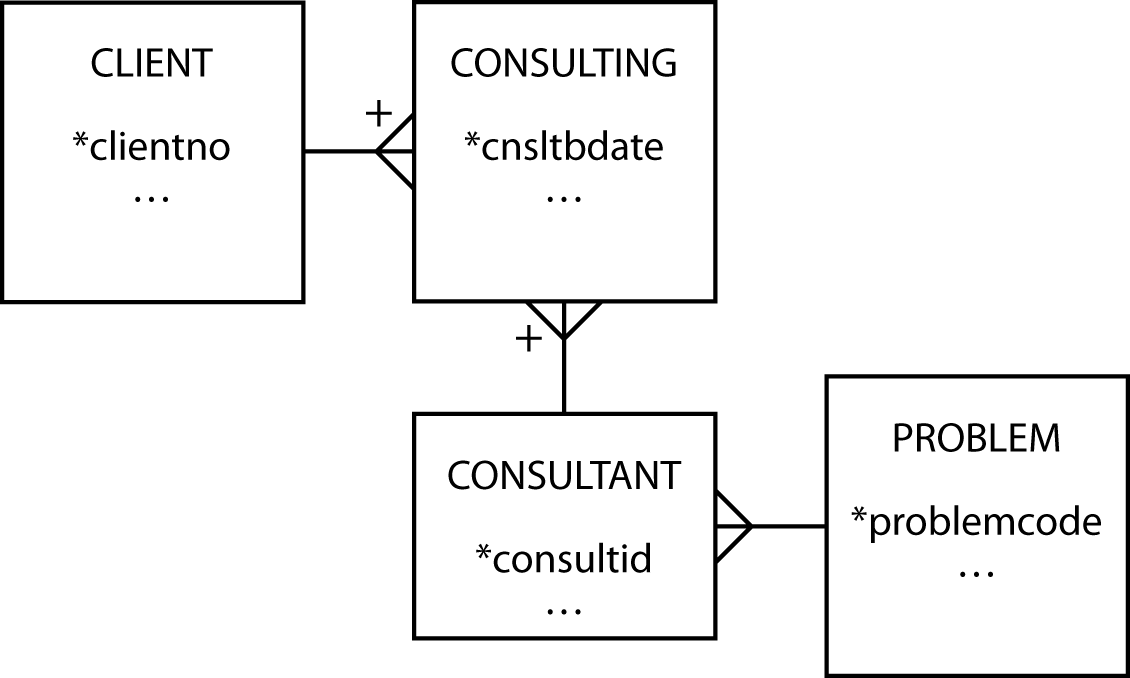 CLIENT
*clientno
…
+
CONSULTING
*cnsltbdate
…
+
CONSULTANT
*consultid
…
PROBLEM
*problemcode
…